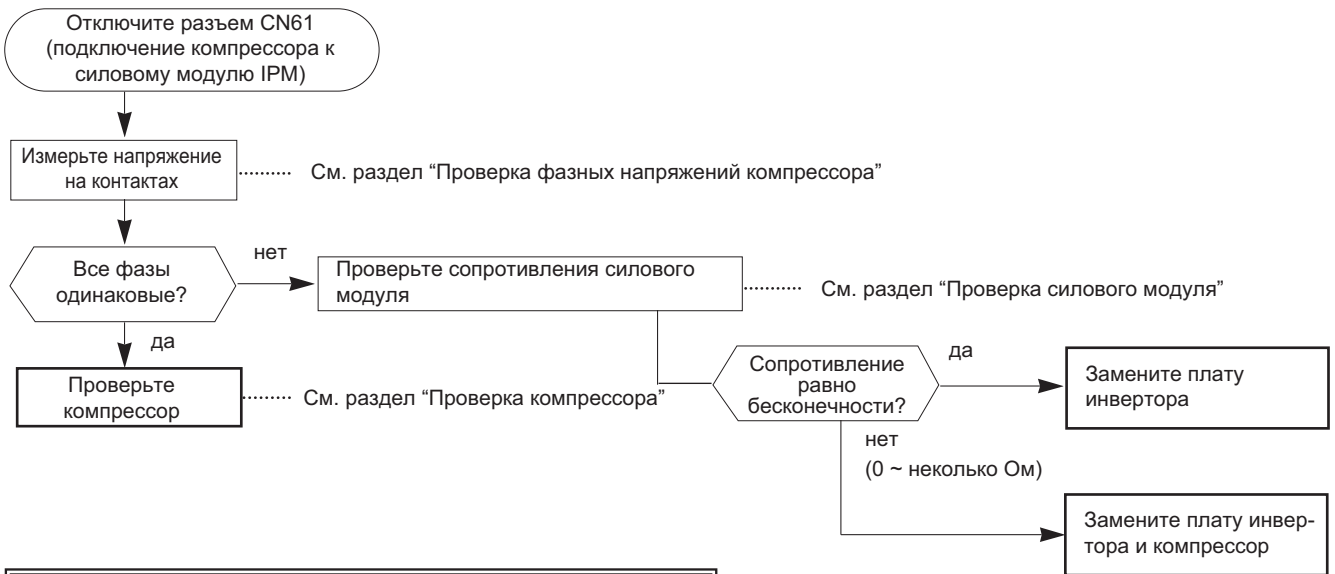 Отключите разъем CN61
(подключение компрессора к
силовому модулю IPM)
Измерьте напряжение
на контактах
См. раздел “Проверка фазных напряжений компрессора”
Все фазы
одинаковые?
нет
Проверьте сопротивления силового
модуля
См. раздел “Проверка силового модуля”
да
Проверьте
компрессор
См. раздел “Проверка компрессора”
Сопротивление
равно
бесконечности?
да
Замените плату
инвертора
нет
(0 ~ неколько Ом)
Замените плату инвер-
тора и компрессор